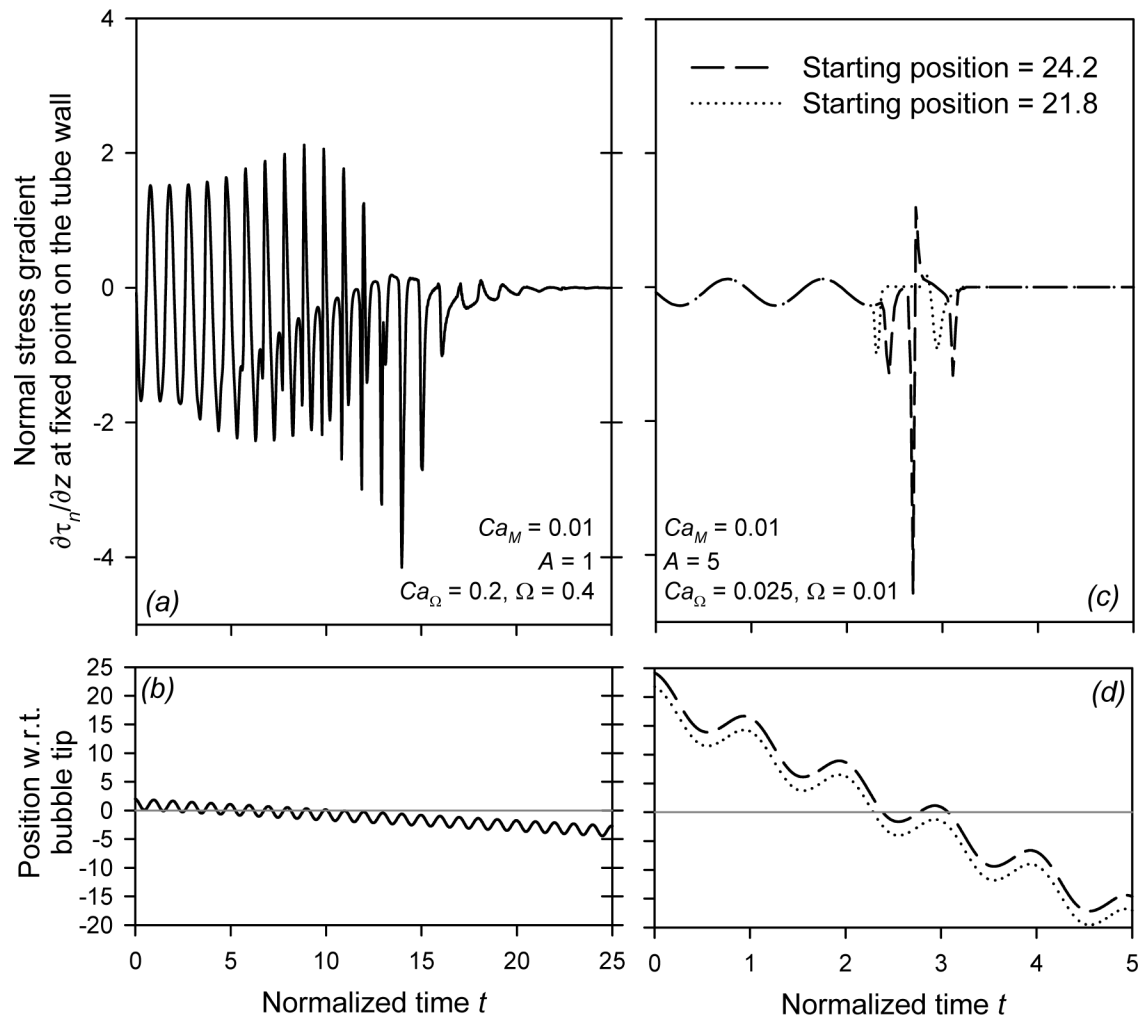 Normal stress gradient
∂τn/∂z at fixed point on the tube wall
4
2
0
-2
-4
CaM = 0.01
A = 1
CaΩ = 0.2, Ω = 0.4
(a)
Starting position = 24.2
Starting position = 21.8
CaM = 0.01
A = 5
CaΩ = 0.025, Ω = 0.01
(c)
Position w.r.t.
bubble tip
25
20
15
10
5
0
-5
-10
-15
-20
(b)
(d)
0 5 10 15 20 25
0 1 2 3 4 5
Normalized time t
Normalized time t